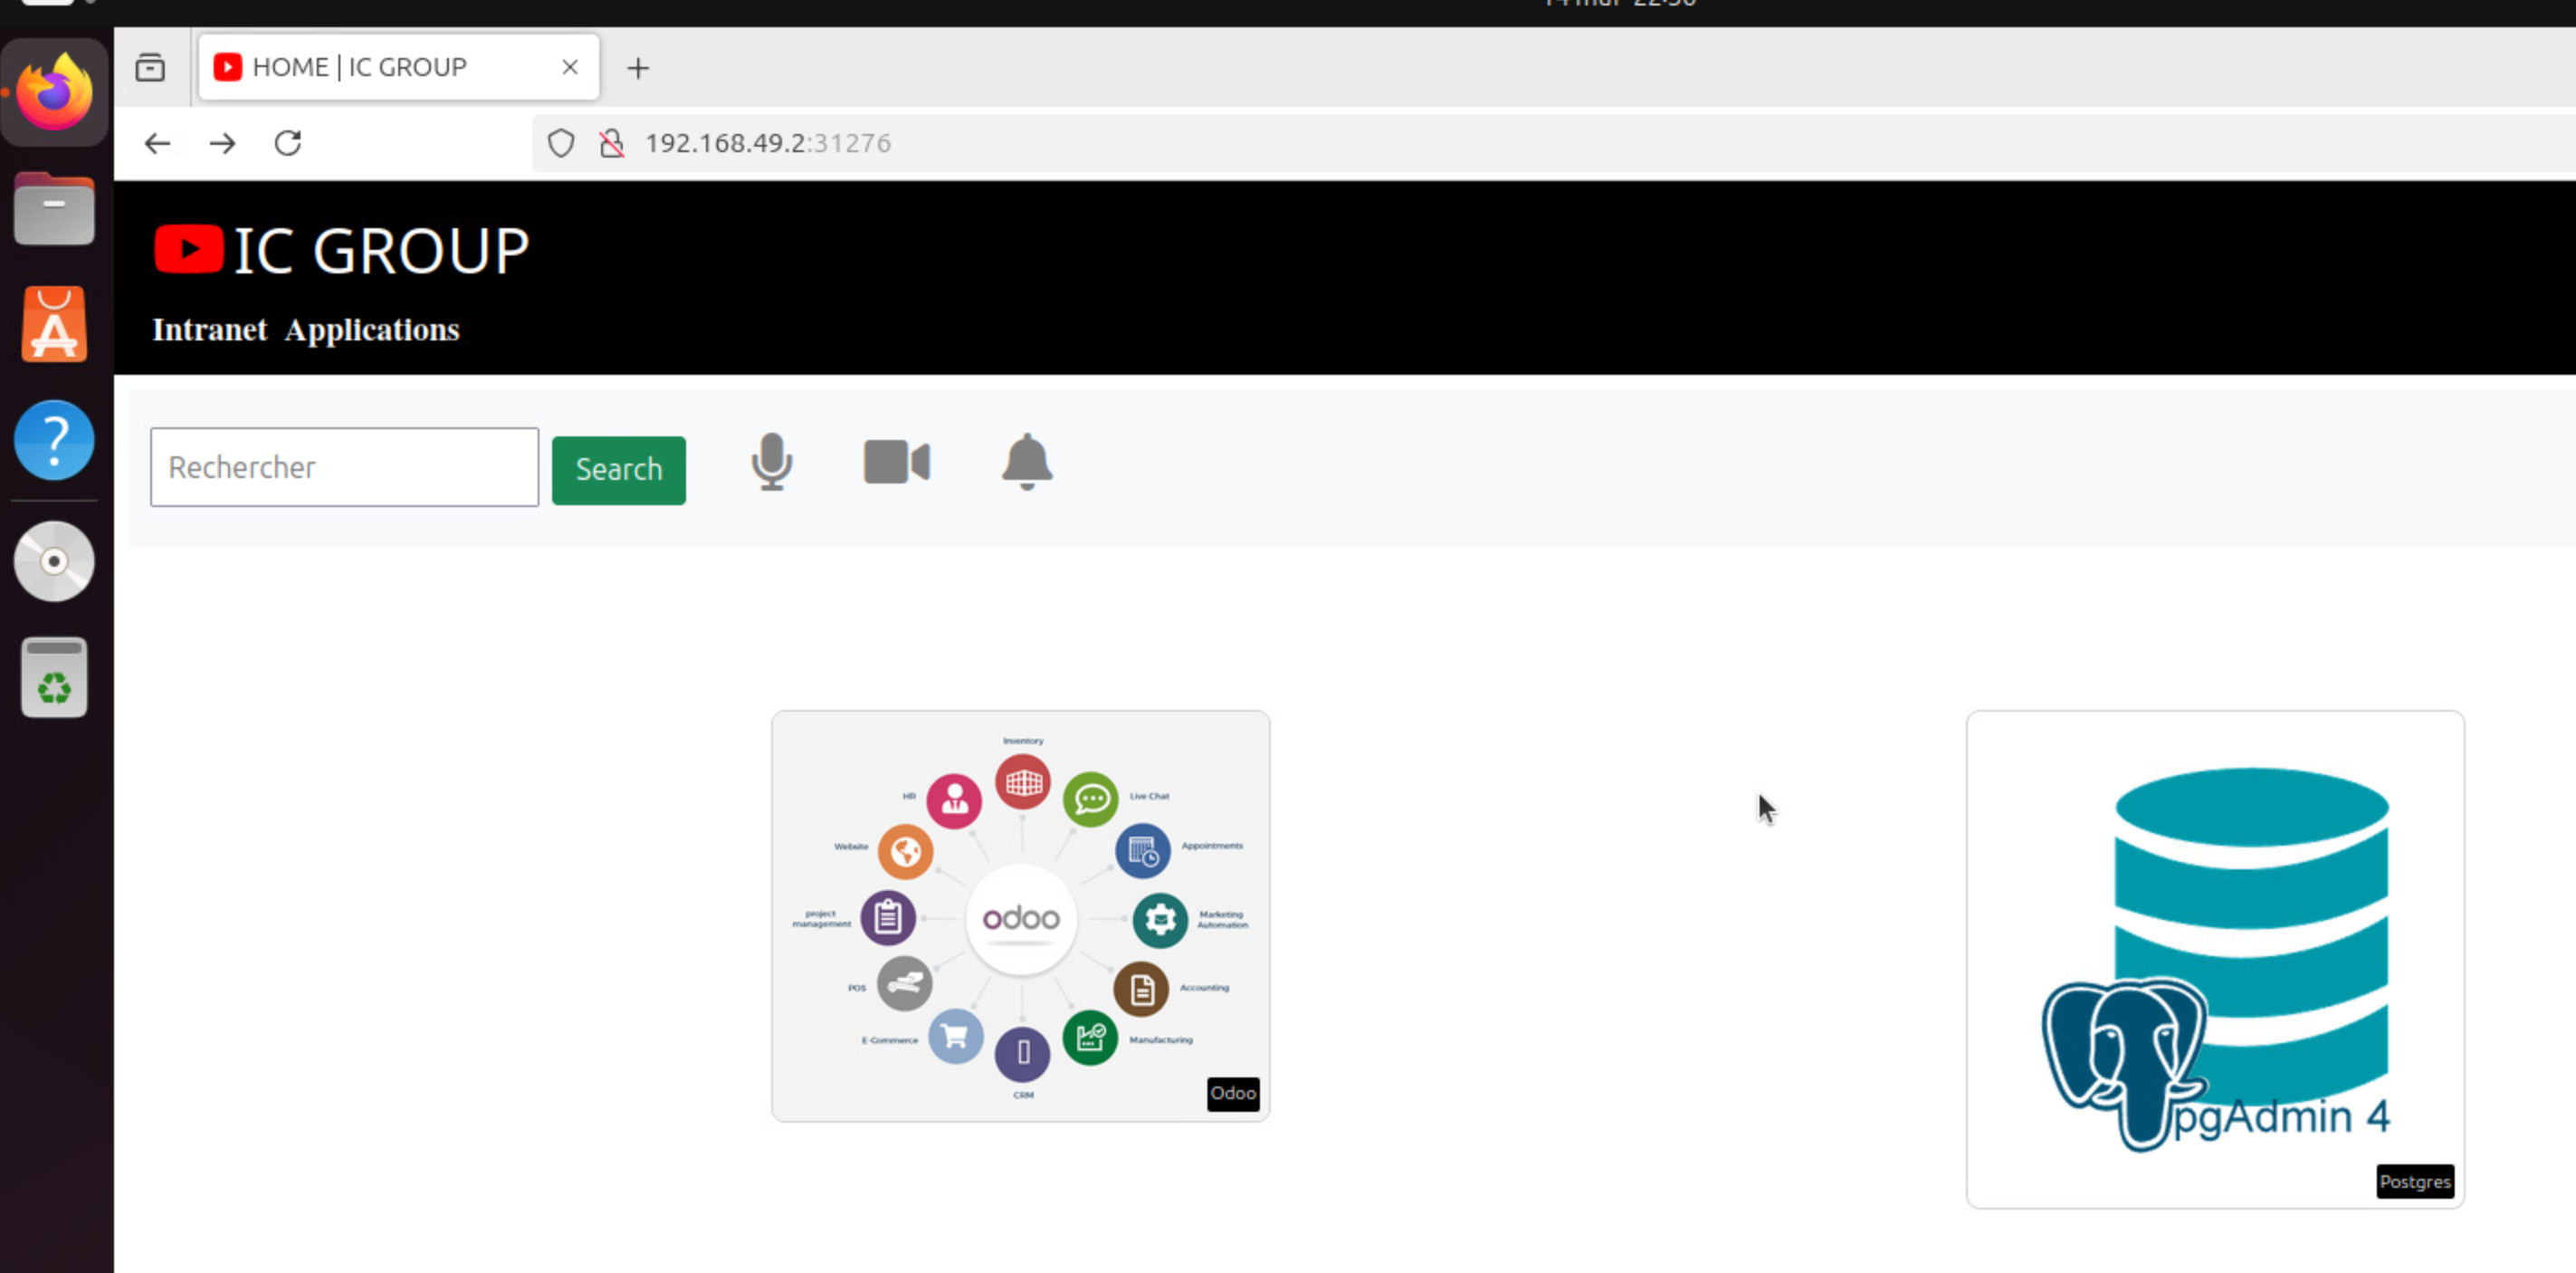 HOME | IC GROUP
192.168.49.2:31276
IC GROUP
Intranet Applications
Rechercher
Search
Inventory
HR
Live Chat
Website
Appointments
project
management
odoo
Marketing
Automation
POS
Accounting
E-Commerce
Manufacturing
CRM
Odoo
pgAdmin 4
Postgres